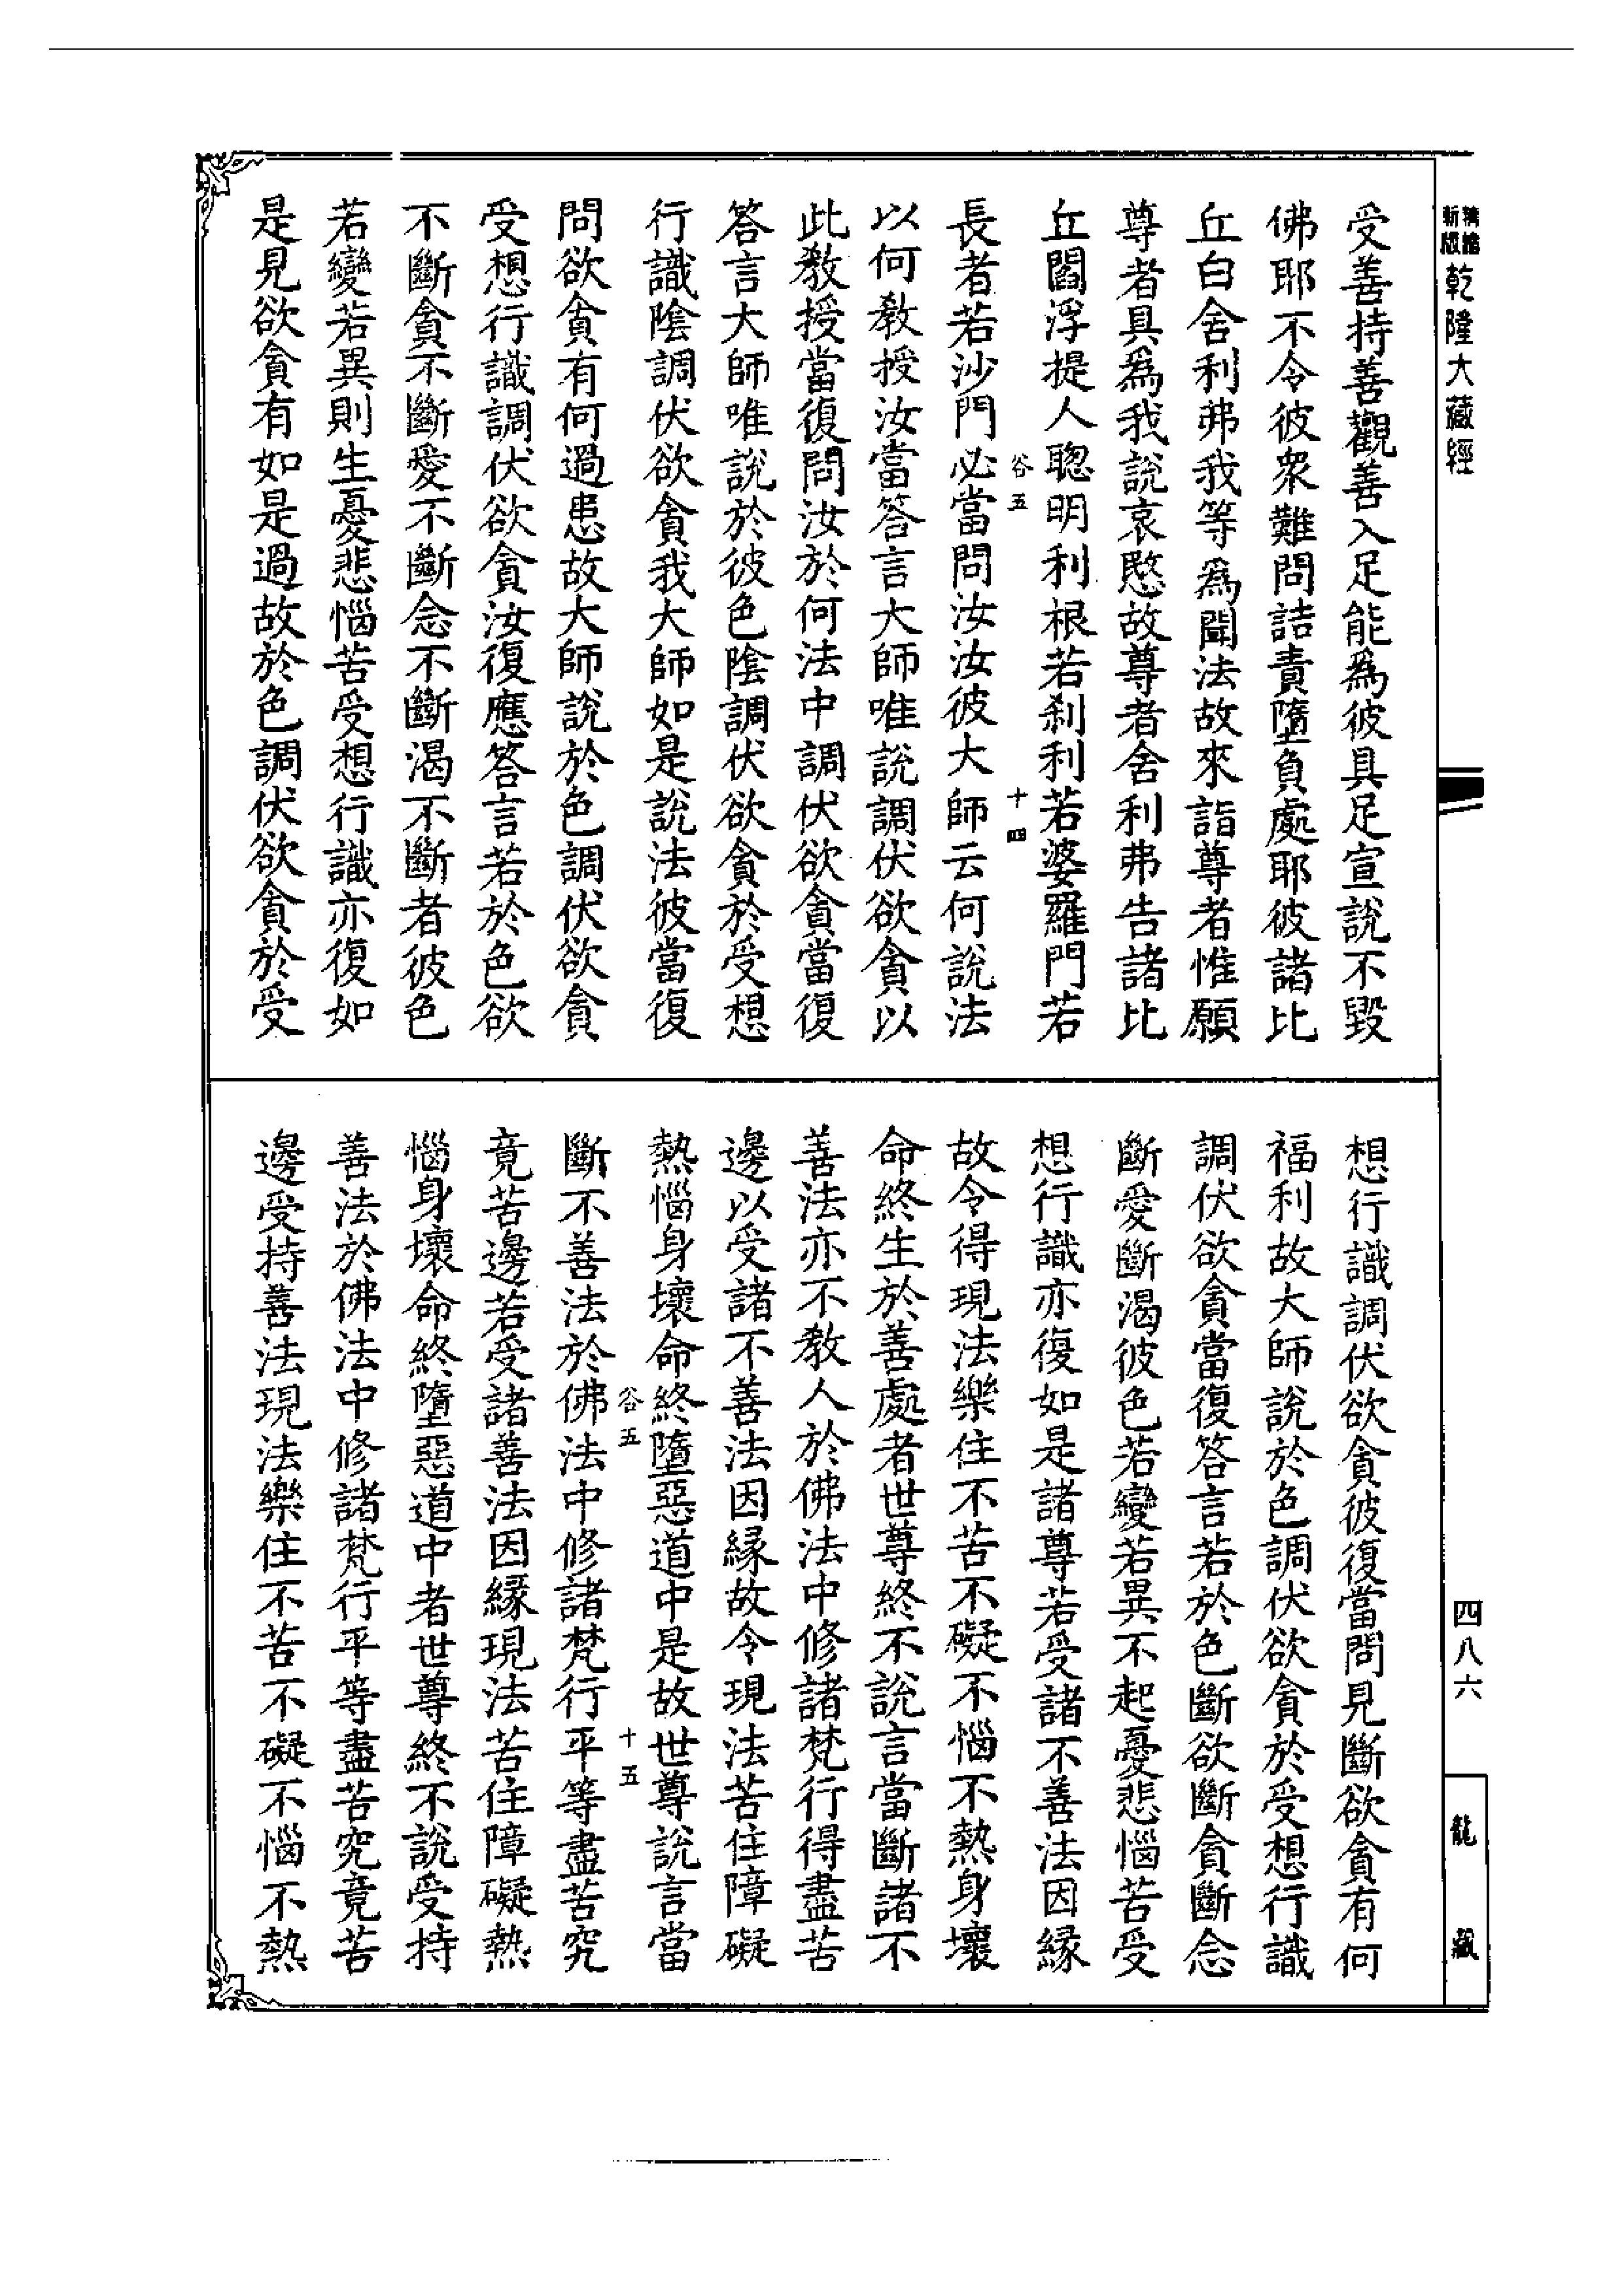 新版
精縮
乾隆大藏經
受善持善觀善入足能為彼具足宣說不毀
佛耶不令彼衆難問詰責墮負處耶彼諸比
丘白舍利弗我等為聞法故來詣尊者惟願
尊者具為我說哀愍故尊者舍利弗告諸比
丘閻浮提人聰明利根若刹利若婆羅門若
谷五
十四
長者若沙門必當問汝汝彼大師云何說法
以何教授汝當答言大師唯說調伏欲貪以
此教授當復問汝於何法中調伏欲貪當復
答言大師唯說於彼色陰調伏欲貪於受想
行識陰調伏欲貪我大師如是說法彼當復
問欲貪有何過患故大師說於色調伏欲貪
受想行識調伏欲貪汝復應答言若於色欲
不斷貪不斷愛不斷念不斷渴不斷者彼色
若變若異則生憂悲惱苦受想行識亦復如
是見欲貪有如是過故於色調伏欲貪於受
想行識調伏欲貪彼復當問見斷欲貪有何
福利故大師說於色調伏欲貪於受想行識
調伏欲貪當復答言若於色斷欲斷貪斷念
斷愛斷渴彼色若變若異不起憂悲惱苦受
想行識亦復如是諸尊若受諸不善法因緣
故令得現法樂住不苦不礙不惱不熱身壞
命終生於善處者世尊終不說言當斷諸不
善法亦不教人於佛法中修諸梵行得盡苦
邊以受諸不善法因緣故令現法苦住障礙
熱惱身壞命終墮惡道中是故世尊說言當
谷五
十五
斷不善法於佛法中修諸梵行平等盡苦究
竟苦邊若受諸善法因緣現法苦住障礙熱
惱身壞命終墮惡道中者世尊終不說受持
善法於佛法中修諸梵行平等盡苦究竟苦
邊受持善法現法樂住不苦不礙不惱不熱
四八六
龍藏